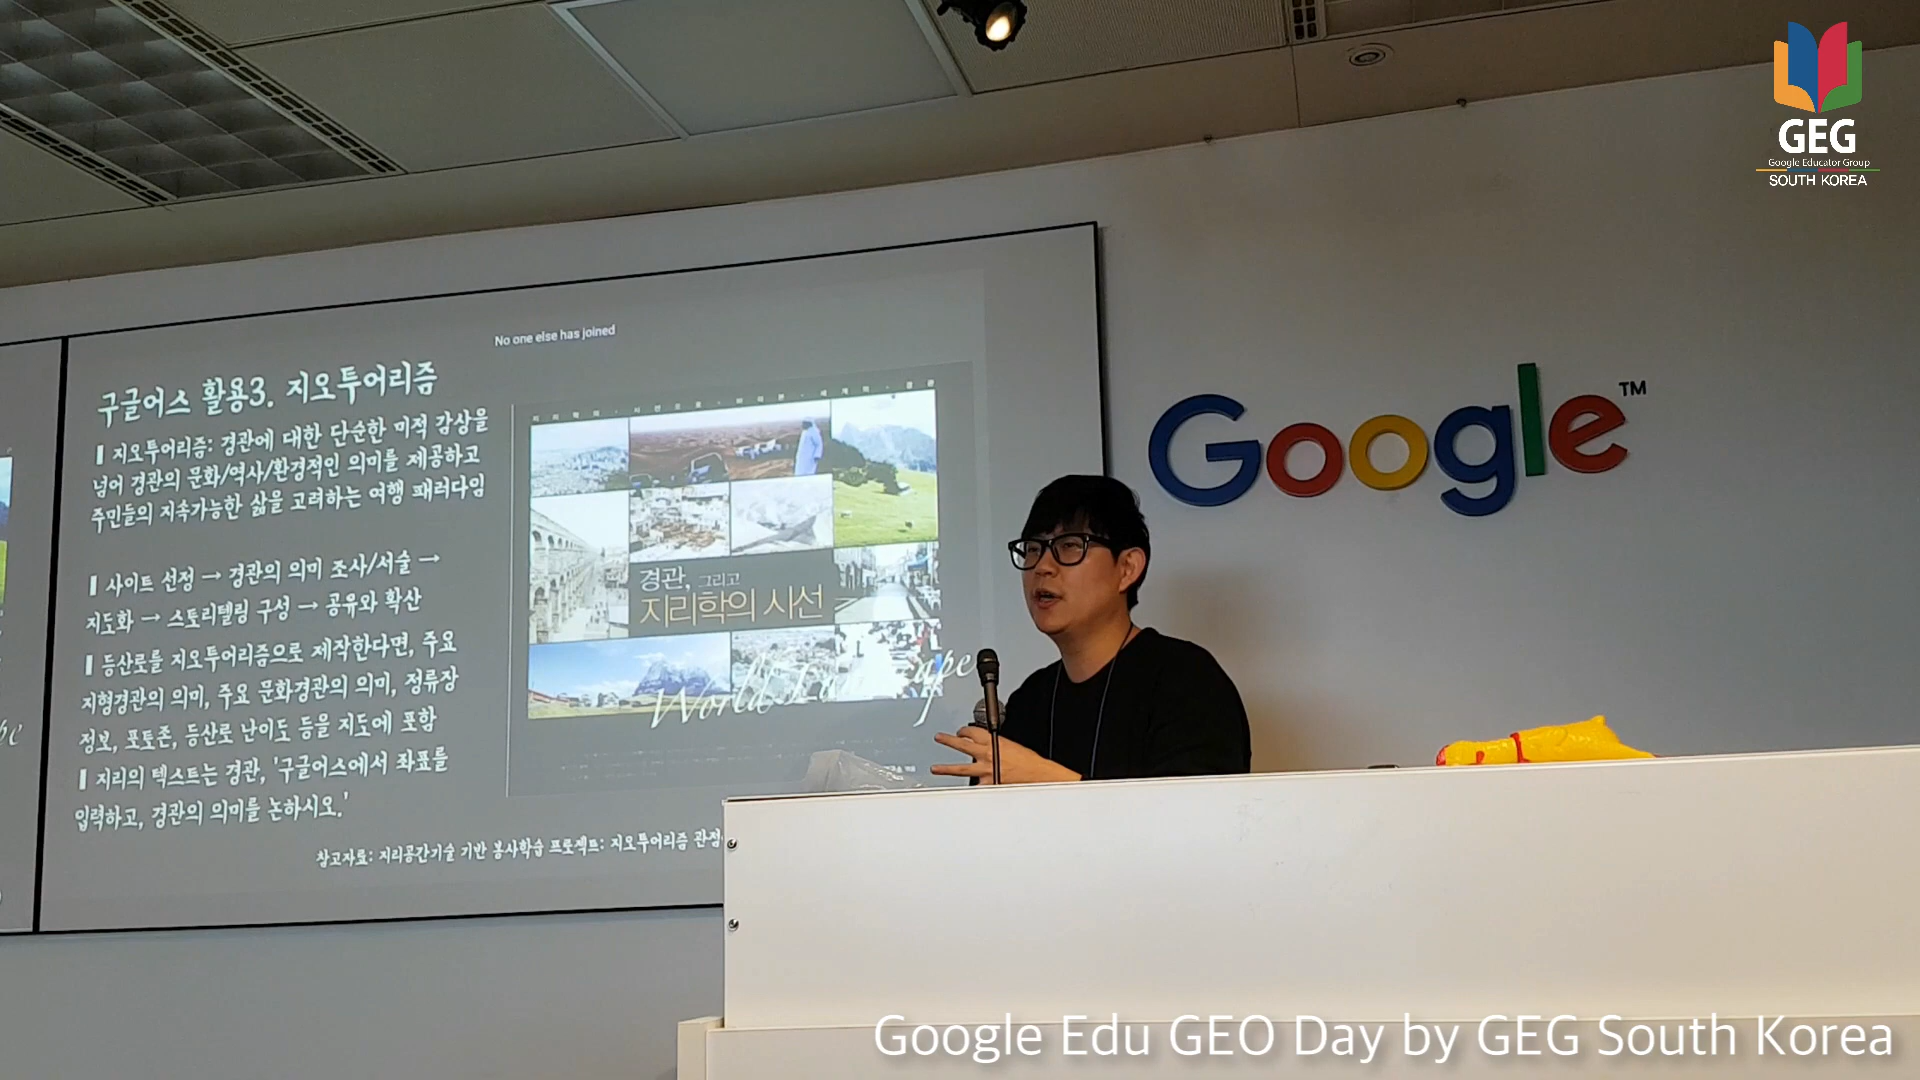 GEG
Google Educator Group
SOUTH KOREA
No one else has joined
구글어스 활용3. 지오투어리즘
▎지오투어리즘: 경관에 대한 단순한 미적 감상을
넘어 경관의 문화/역사/환경적인 의미를 제공하고
주민들의 지속가능한 삶을 고려하는 여행 패러다임
▎사이트 선정 → 경관의 의미 조사/서술 →
지도화 → 스토리텔링 구성 → 공유와 확산
▎등산로를 지오투어리즘으로 제작한다면, 주요
지형경관의 의미, 주요 문화경관의 의미, 정류장
정보, 포토존, 등산로 난이도 등을 지도에 포함
▎지리의 텍스트는 경관, '구글어스에서 좌표를
입력하고, 경관의 의미를 논하시오.'
참고자료: 지리공간기술 기반 봉사학습 프로젝트: 지오투어리즘 관점
경관, 그리고
지리학의 시선
World
Google™
Google Edu GEO Day by GEG South Korea